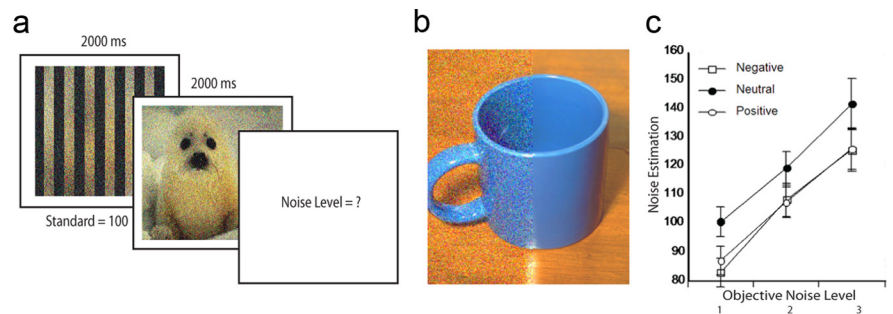 a
2000 ms
2000 ms
Noise Level = ?
Standard = 100
b
c
160
150
140
130
120
110
100
90
80
Noise Estimation
Negative
Neutral
Positive
Objective Noise Level
1 2 3